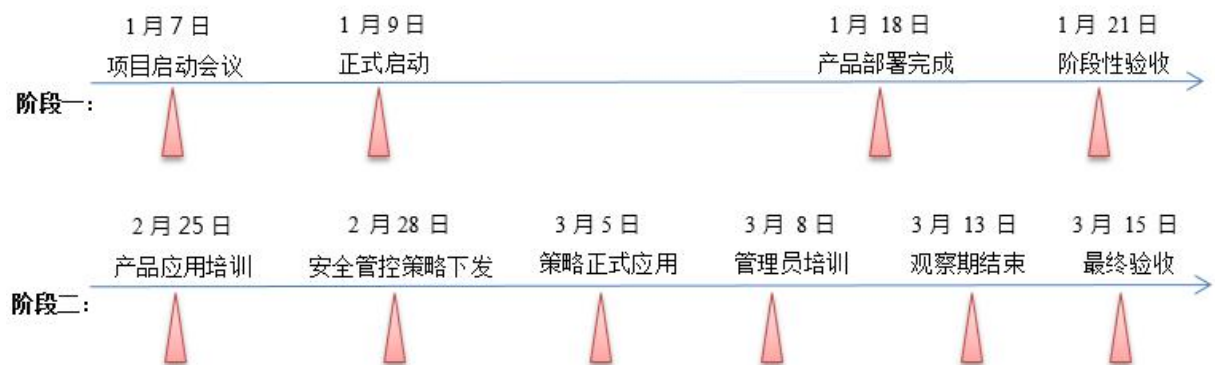 1月7日 1月9日 1月 18日 1月 21日
项目启动会议 正式启动 产品部署完成 阶段性验收
阶段一：
2月25日 2月28日 3月5日 3月 8日 3月 13日 3月 15日
产品应用培训 安全管控策略下发 策略正式应用 管理员培训 观察期结束 最终验收
阶段二：